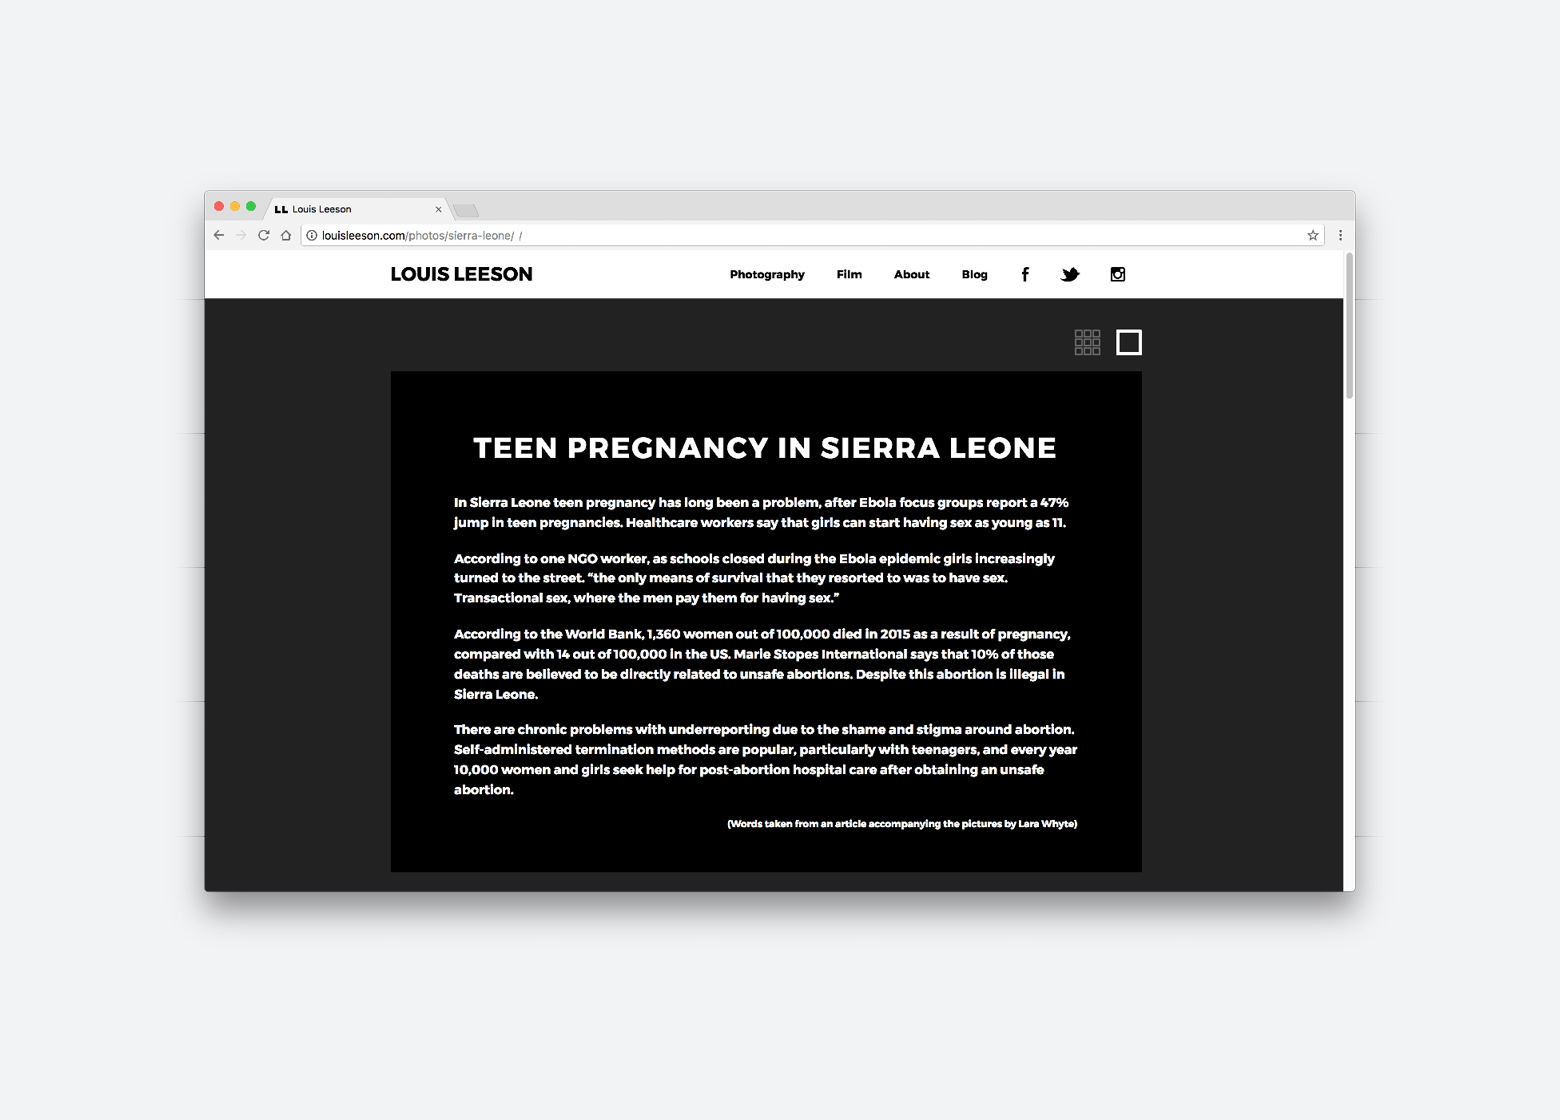 LL Louis Leeson
louisleeson.com/photos/sierra-leone/ /
LOUIS LEESON
Photography Film About Blog
TEEN PREGNANCY IN SIERRA LEONE
In Sierra Leone teen pregnancy has long been a problem, after Ebola focus groups report a 47%
jump in teen pregnancies. Healthcare workers say that girls can start having sex as young as 11.
According to one NGO worker, as schools closed during the Ebola epidemic girls increasingly
turned to the street. “the only means of survival that they resorted to was to have sex.
Transactional sex, where the men pay them for having sex.”
According to the World Bank, 1,360 women out of 100,000 died in 2015 as a result of pregnancy,
compared with 14 out of 100,000 in the US. Marie Stopes International says that 10% of those
deaths are believed to be directly related to unsafe abortions. Despite this abortion is illegal in
Sierra Leone.
There are chronic problems with underreporting due to the shame and stigma around abortion.
Self-administered termination methods are popular, particularly with teenagers, and every year
10,000 women and girls seek help for post-abortion hospital care after obtaining an unsafe
abortion.
(Words taken from an article accompanying the pictures by Lara Whyte)